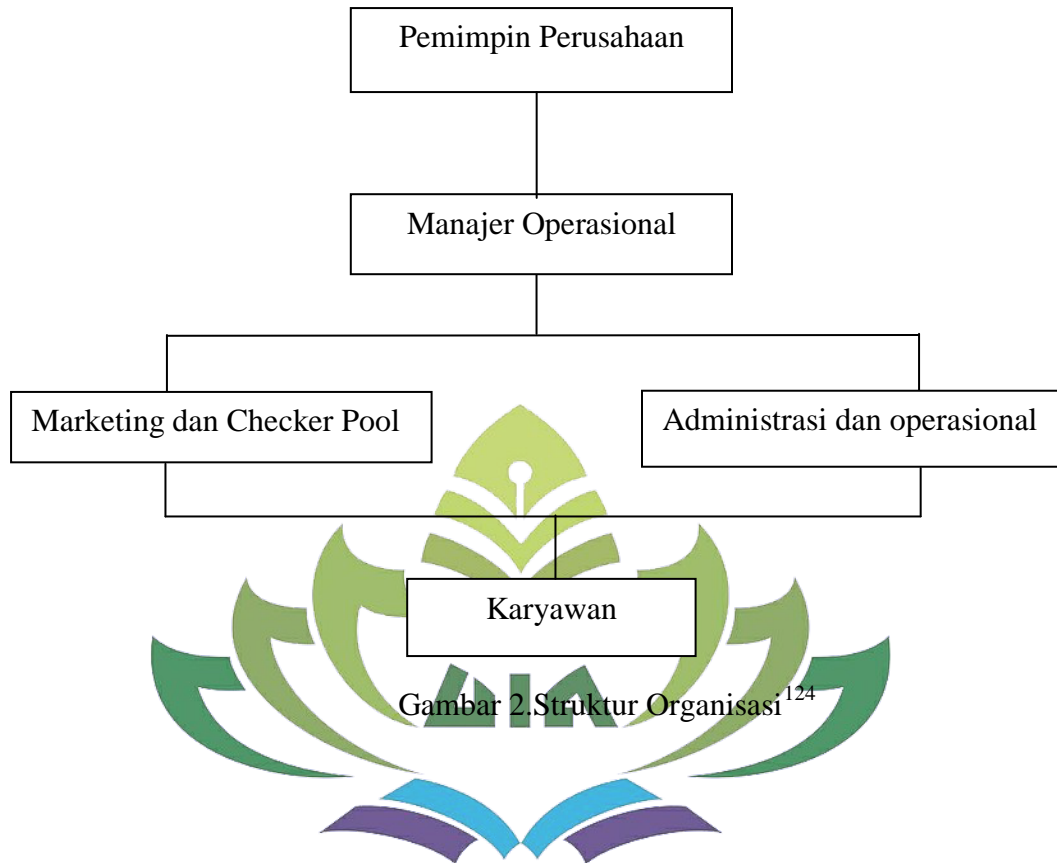 Pemimpin Perusahaan
Manajer Operasional
Marketing dan Checker Pool
Administrasi dan operasional
Karyawan
Gambar 2.Struktur Organisasi124